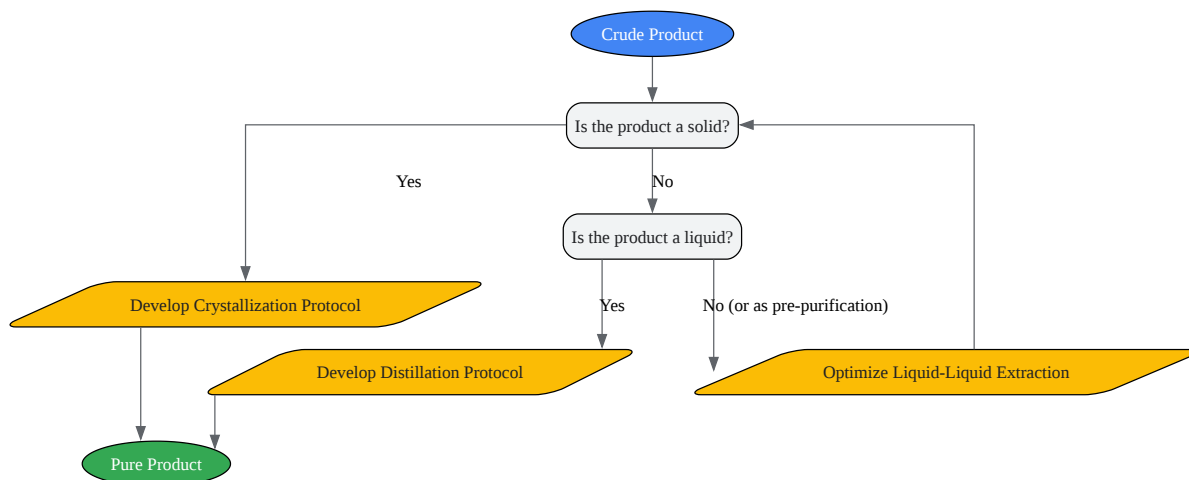 Crude Product
Is the product a solid?
Yes
No
Is the product a liquid?
Develop Crystallization Protocol
Yes
No (or as pre-purification)
Develop Distillation Protocol
Optimize Liquid-Liquid Extraction
Pure Product